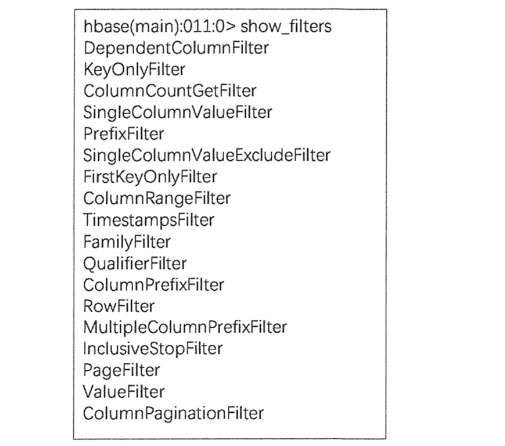 hbase(main):011:0> show_filters
DependentColumnFilter
KeyOnlyFilter
ColumnCountGetFilter
SingleColumnValueFilter
PrefixFilter
SingleColumnValueExcludeFilter
FirstKeyOnlyFilter
ColumnRangeFilter
TimestampsFilter
FamilyFilter
QualifierFilter
ColumnPrefixFilter
RowFilter
MultipleColumnPrefixFilter
InclusiveStopFilter
PageFilter
ValueFilter
ColumnPaginationFilter